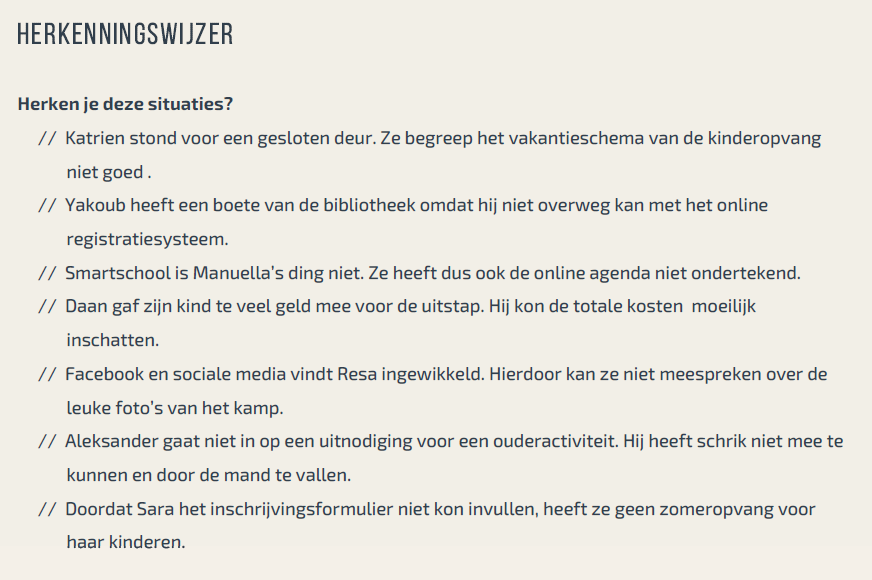 HERKENNINGSWIJZER
Herken je deze situaties?
// Katrien stond voor een gesloten deur. Ze begreep het vakantieschema van de kinderopvang
niet goed .
// Yakoub heeft een boete van de bibliotheek omdat hij niet overweg kan met het online
registratiesysteem.
// Smartschool is Manuella's ding niet. Ze heeft dus ook de online agenda niet ondertekend.
// Daan gaf zijn kind te veel geld mee voor de uitstap. Hij kon de totale kosten  moeilijk
inschatten.
// Facebook en sociale media vindt Resa ingewikkeld. Hierdoor kan ze niet meespreken over de
leuke foto's van het kamp.
// Aleksander gaat niet in op een uitnodiging voor een ouderactiviteit. Hij heeft schrik niet mee te
kunnen en door de mand te vallen.
// Doordat Sara het inschrijvingsformulier niet kon invullen, heeft ze geen zomeropvang voor
haar kinderen.